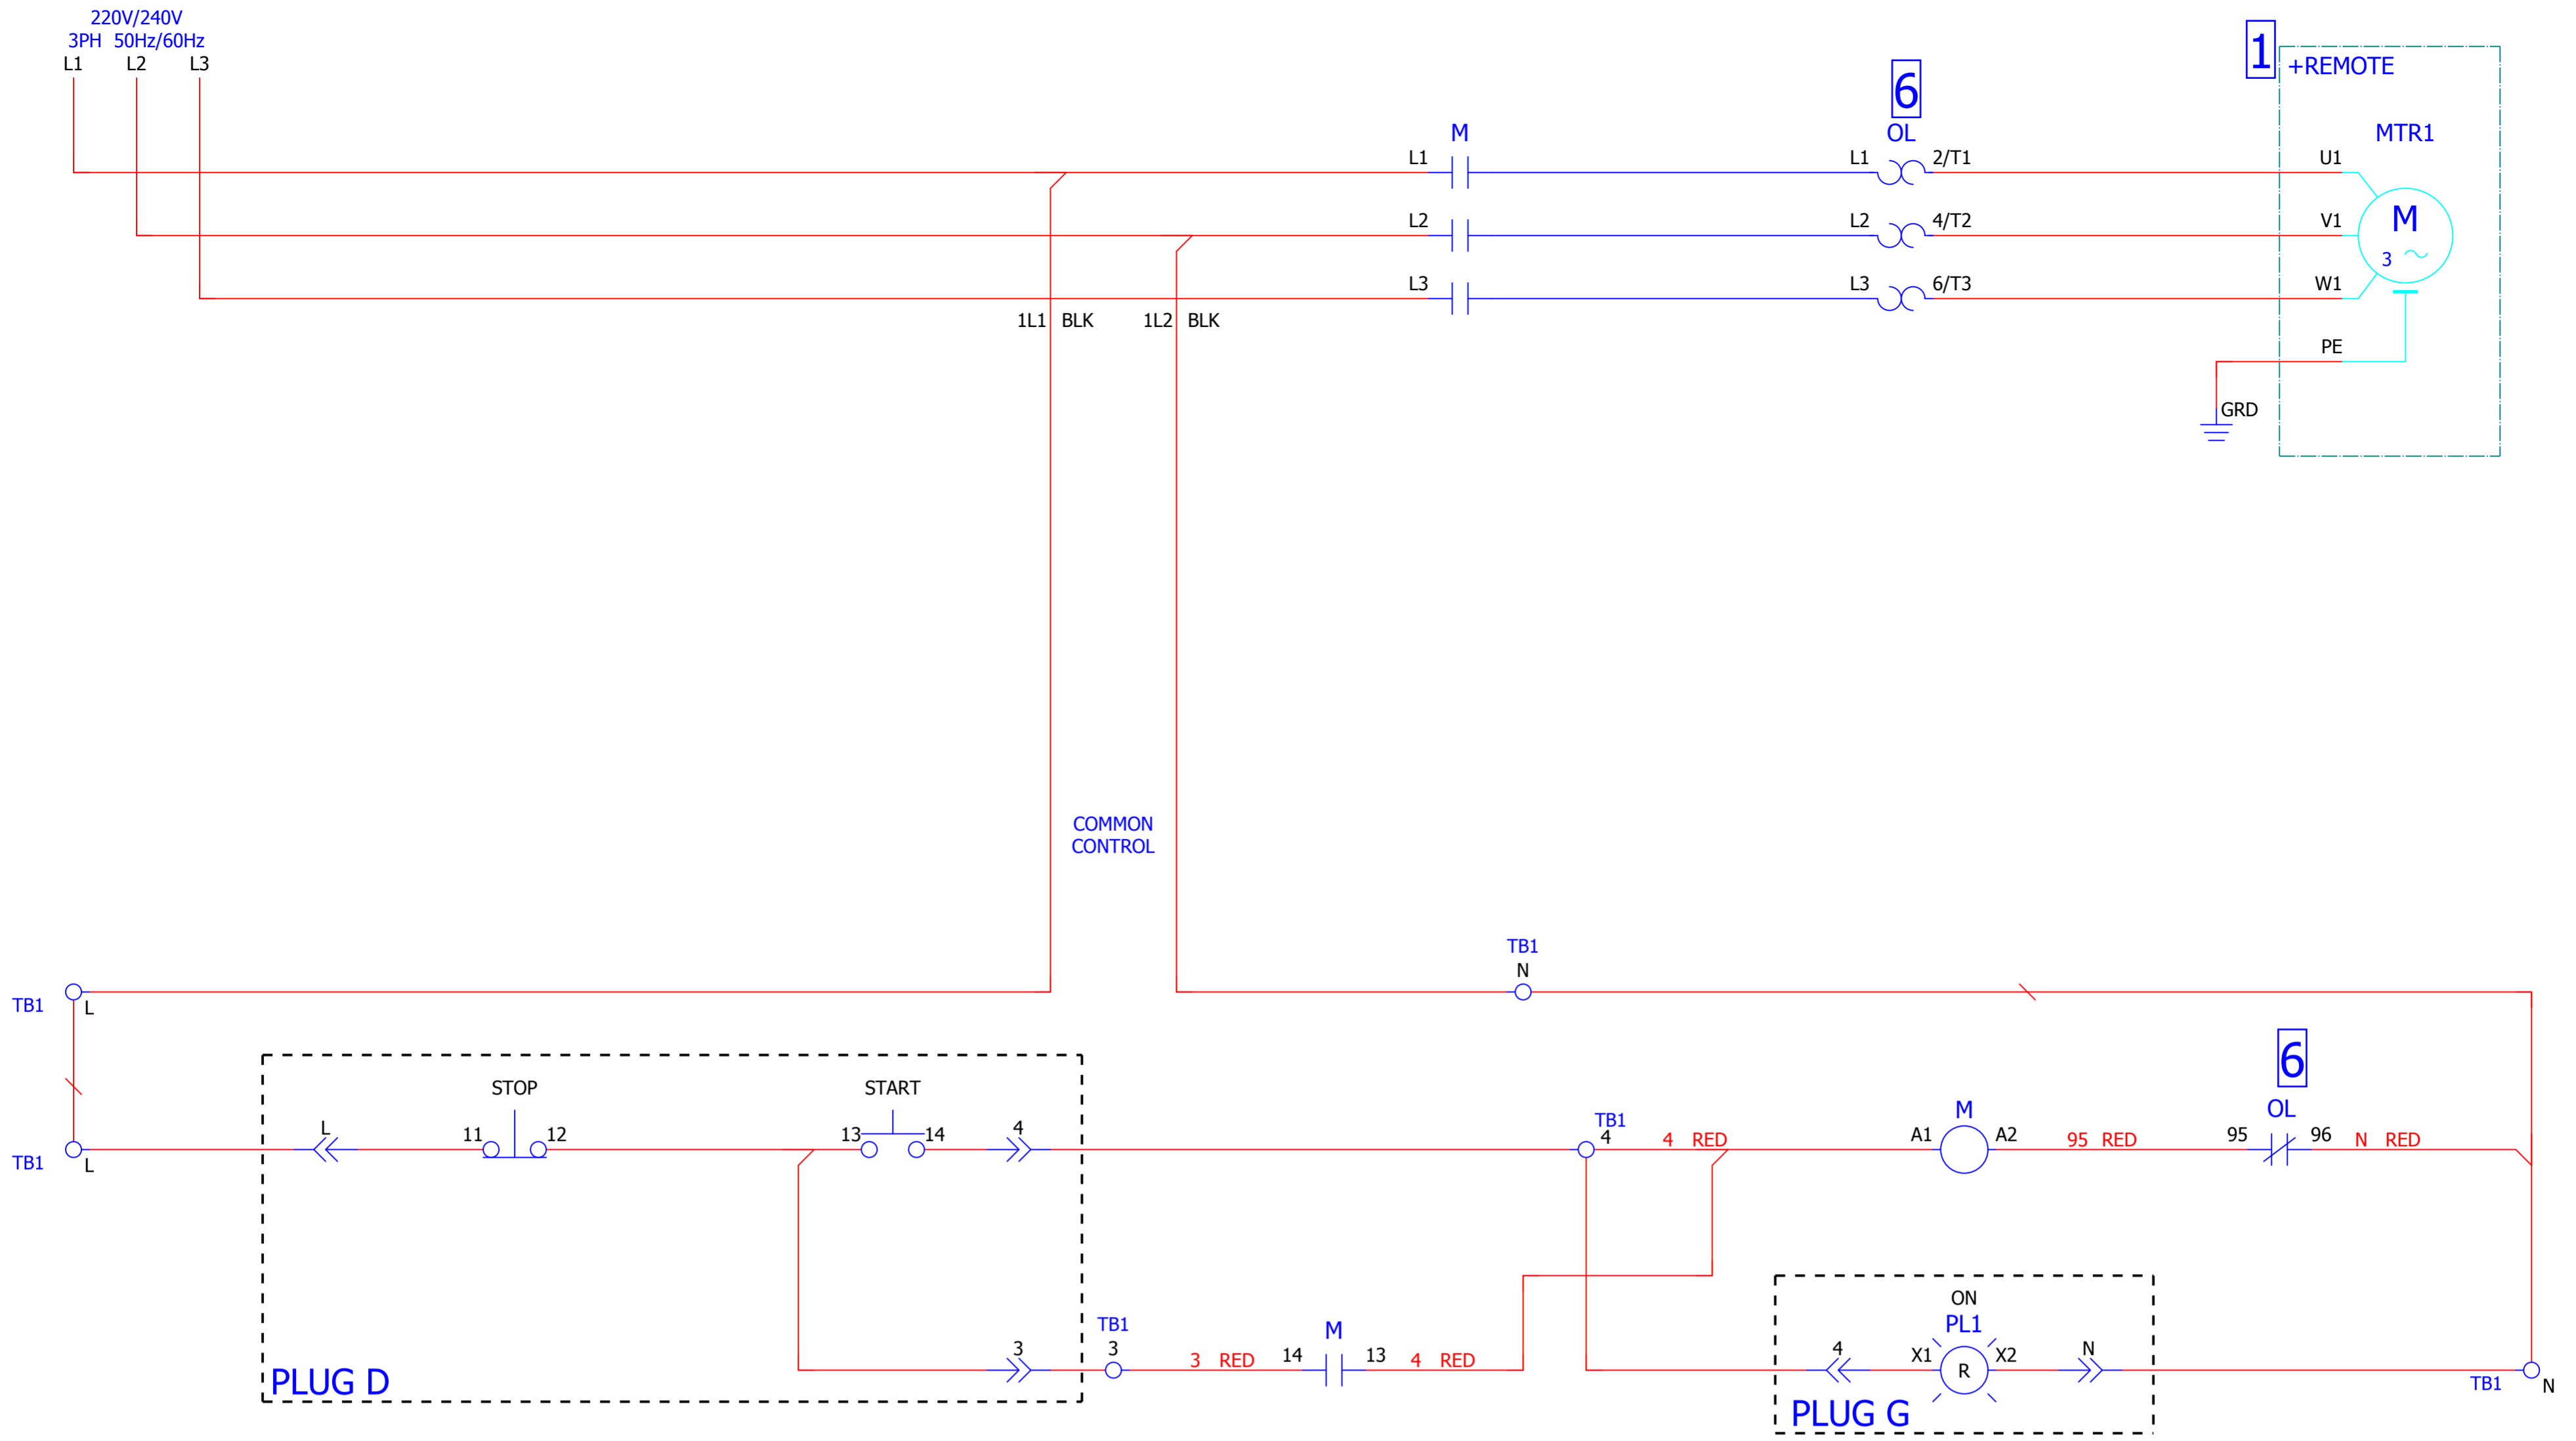 220V/240V
3PH 50Hz/60Hz
L1 L2 L3
1
+REMOTE
6
OL
M
MTR1
L1 L1 2/T1 U1
M
3
L2 L2 4/T2 V1
L3 L3 6/T3 W1
1L1 BLK 1L2 BLK
PE
GRD
COMMON
CONTROL
TB1
N
TB1 L
6
STOP START
OL
M
TB1
L 11 12 13 14 4
4
4 RED A1 A2 95 RED 95 96 N RED
TB1 L
ON
PL1
TB1
M
3 3 3 RED 14 13 4 RED
4 X1 R X2 N
TB1 N
PLUG D
PLUG G